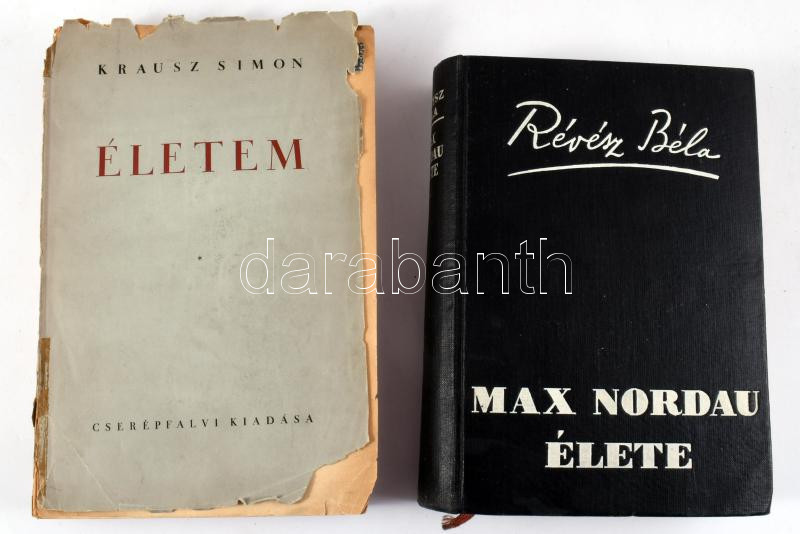 KRAUSZ SIMON
ÉLETEM
CSERÉPFALVI KIADÁSA
Révész Béla
MAX NORDAU
ÉLETE
darabanth